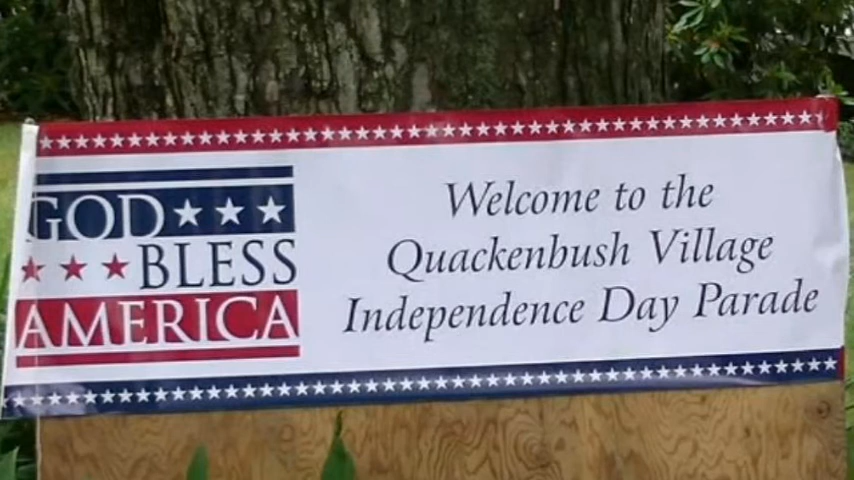 GOD
BLESS
AMERICA
Welcome to the
Quackenbush Village
Independence Day Parade